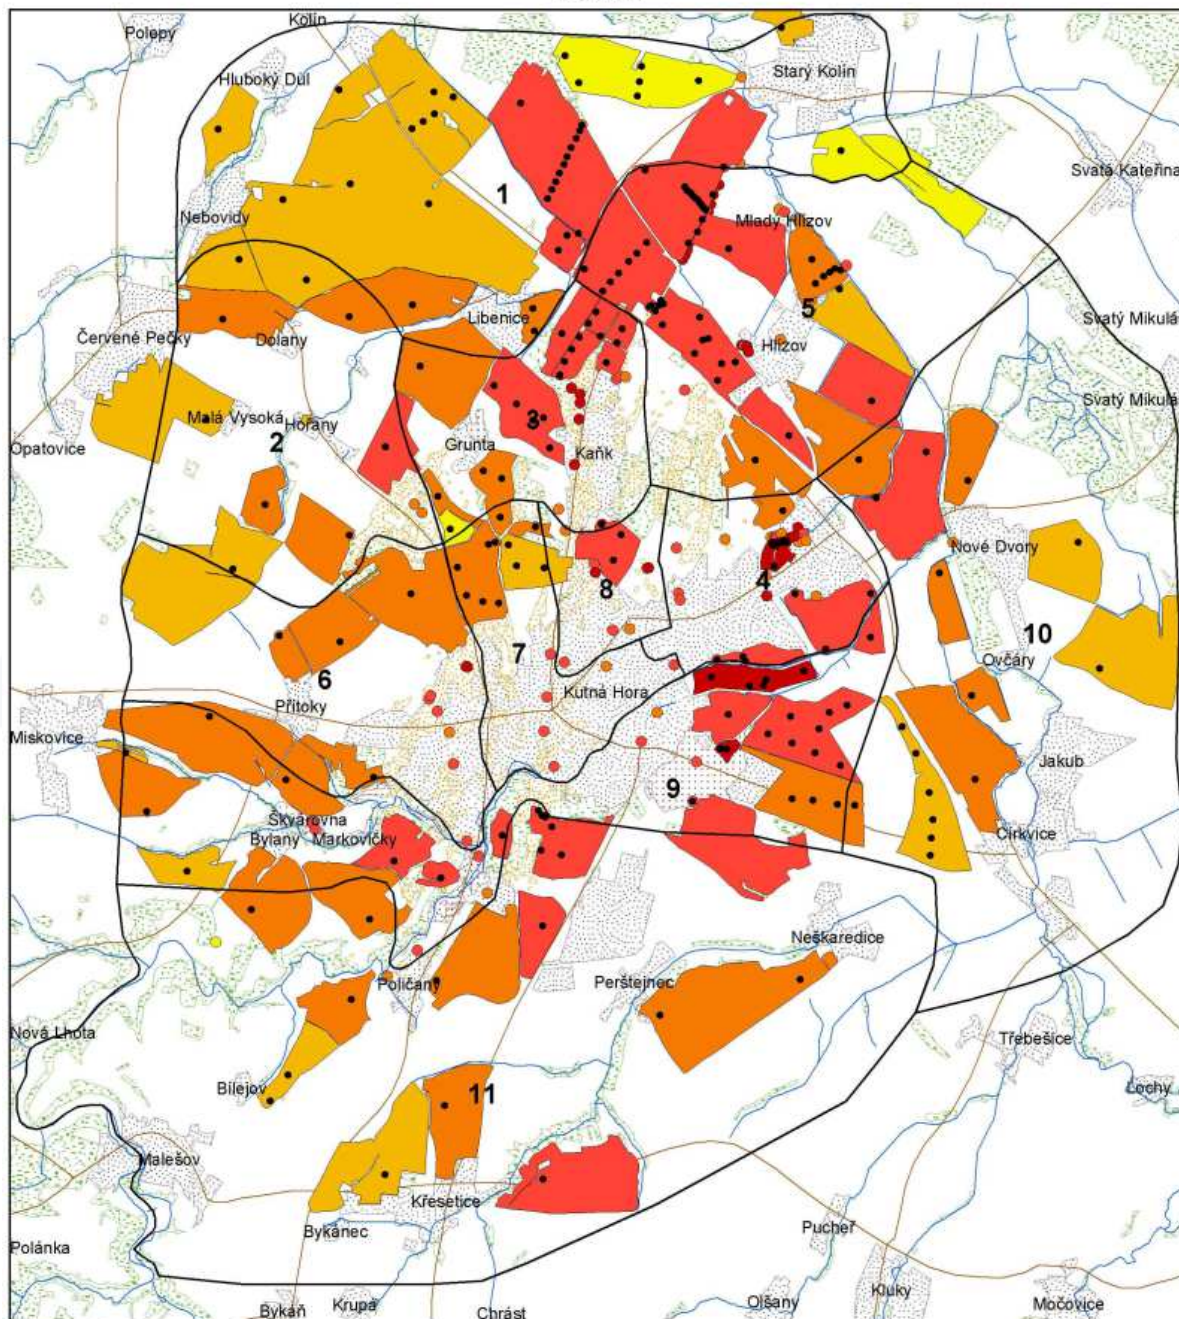 Kolín
Polepy
Hluboký Důl
Starý Kolín
Svatá Kateřina
1
Nebovidy
Mladý Hlízov
5
Libenice
Svatý Mikuláš
Červené Pečky
Dolany
Hlízov
Svatý Mikuláš
Malá Vysoká
Hořany
3
Opatovice
2
Grunta
Kaňk
Nové Dvory
4
8
10
7
Ovčáry
6
Kutná Hora
Přítoky
Miskovice
Jakub
9
Škvárovna
Církvice
Bylany
Markovičky
Neškaredice
Poličany
Perštejnec
Nová Lhota
Třebešice
Bílejov
11
Lochy
Malešov
Křesetice
Bykánec
Pucheř
Polánka
Kluky
Olšany
Močovice
Bykáň
Krupá
Chrást